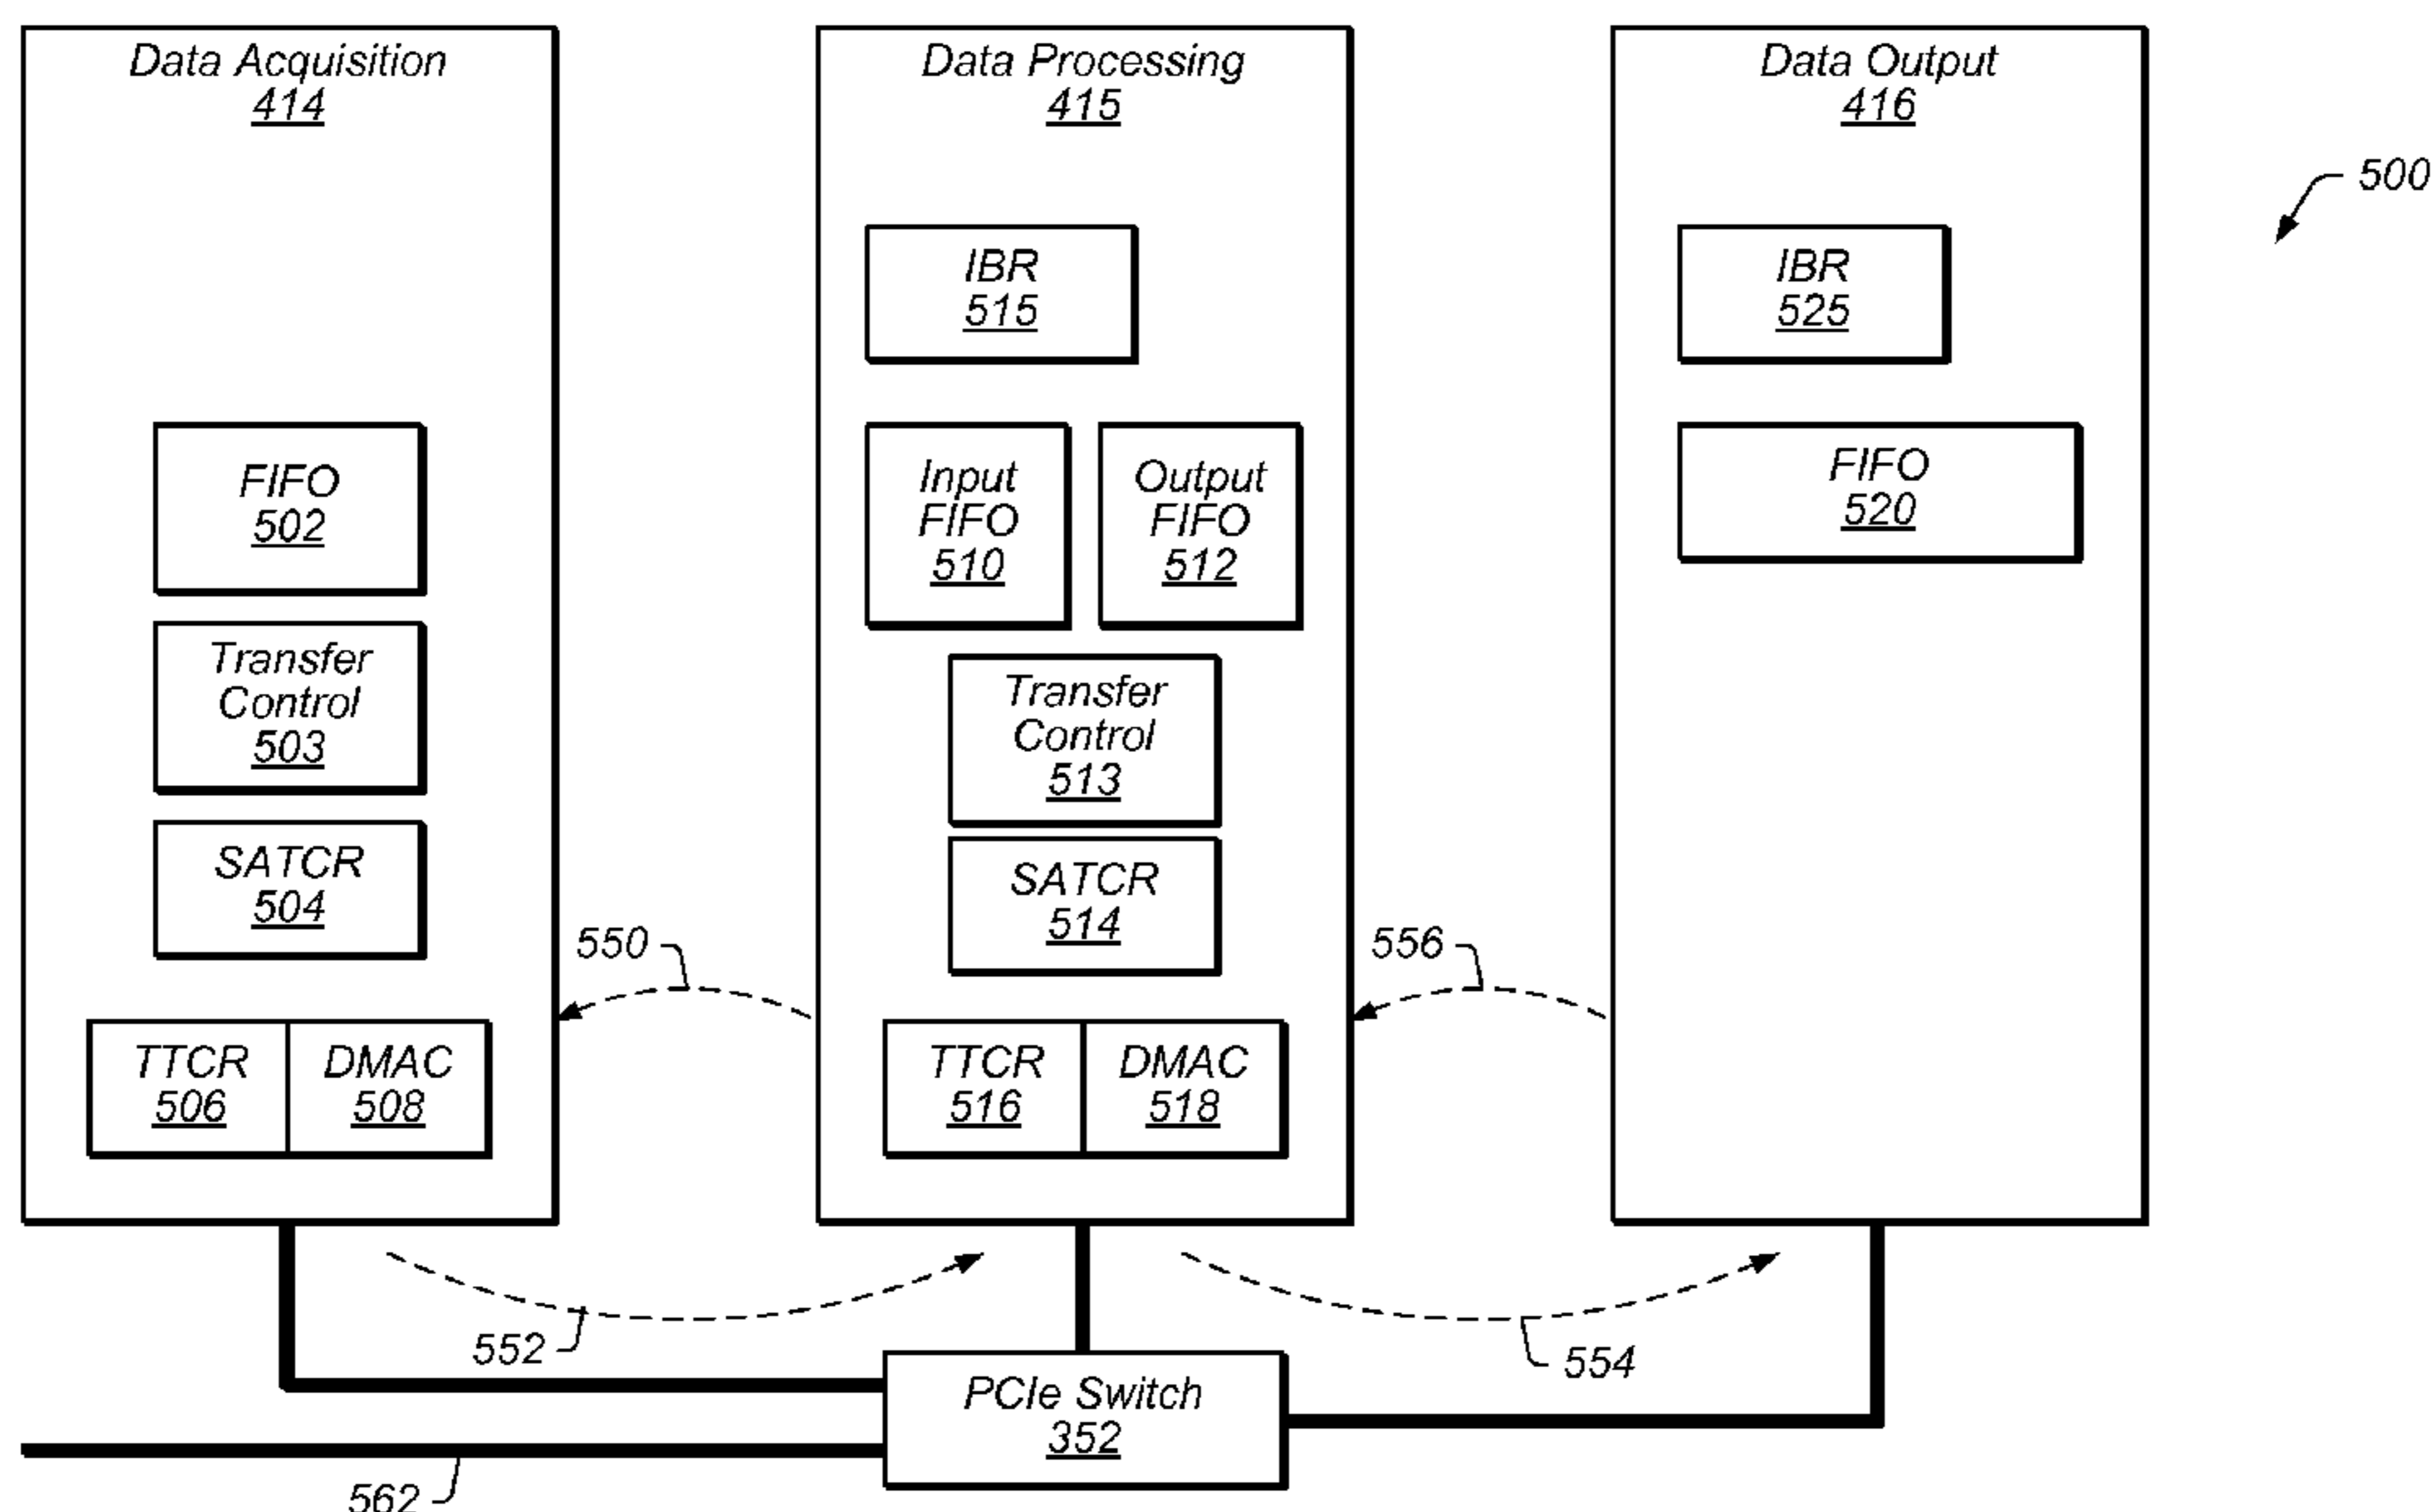 Data Acquisition
414
FIFO
502
Transfer
Control
503
SATCR
504
TTCR
506
DMAC
508
Data Processing
415
IBR
515
Input
FIFO
510
Output
FIFO
512
Transfer
Control
513
SATCR
514
TTCR
516
DMAC
518
Data Output
416
IBR
525
FIFO
520
500
550
556
552
554
PCIe Switch
352
562